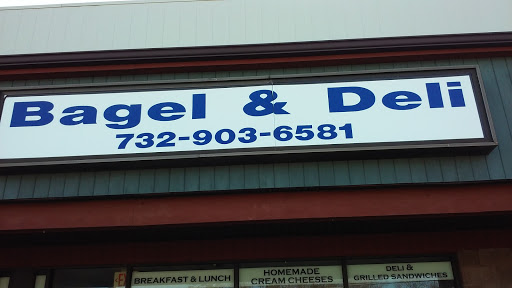 Bagel & Deli
732-903-6581
BREAKFAST & LUNCH
HOMEMADE
CREAM CHEESES
DELI &
GRILLED SANDWICHES